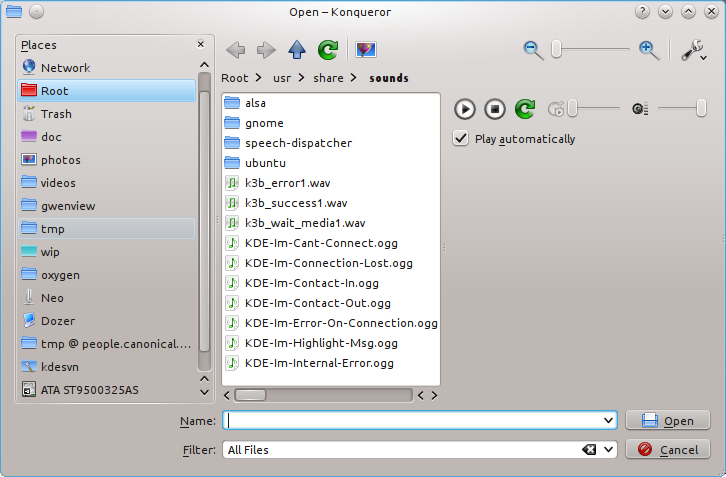 Open – Konqueror
Places
Network
Root
Trash
doc
photos
videos
gwenview
tmp
wip
oxygen
Neo
Dozer
tmp @ people.canonical....
kdesvn
ATA ST9500325AS
Root > usr > share > sounds
alsa
gnome
speech-dispatcher
ubuntu
k3b_error1.wav
k3b_success1.wav
k3b_wait_media1.wav
KDE-Im-Cant-Connect.ogg
KDE-Im-Connection-Lost.ogg
KDE-Im-Contact-In.ogg
KDE-Im-Contact-Out.ogg
KDE-Im-Error-On-Connection.ogg
KDE-Im-Highlight-Msg.ogg
KDE-Im-Internal-Error.ogg
Play automatically
Name:
Open
Filter: All Files
Cancel